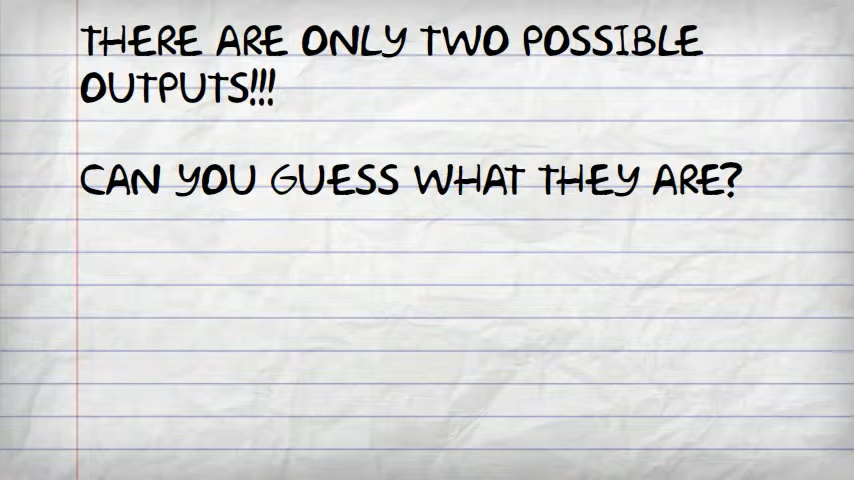 THERE ARE ONLY TWO POSSIBLE
OUTPUTS!!!
CAN YOU GUESS WHAT THEY ARE?